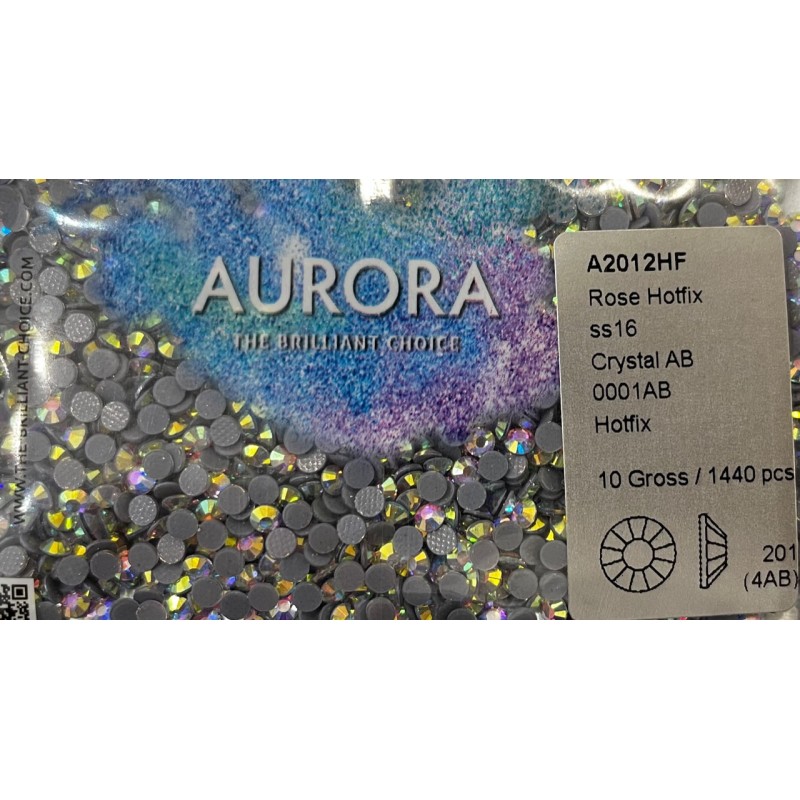 AURORA
THE BRILLIANT CHOICE
WWW.THE-BRILLIANT-CHOICE.COM
A2012HF
Rose Hotfix
ss16
Crystal AB
0001AB
Hotfix
10 Gross / 1440 pcs
201
(4AB)